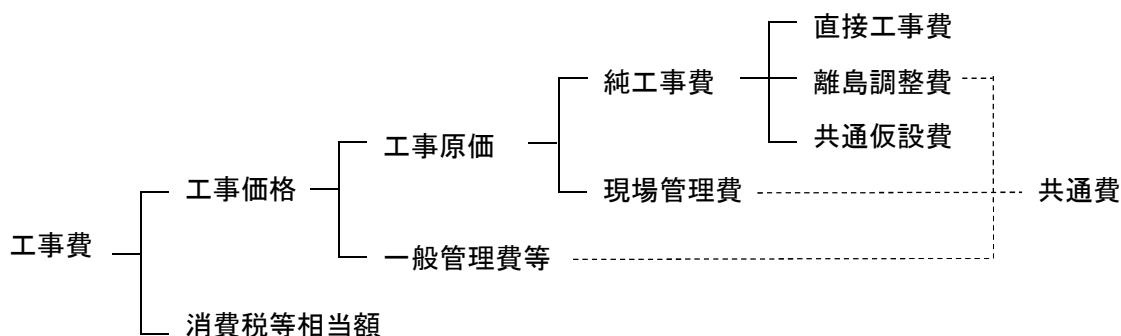 直接工事費
純工事費
離島調整費
工事原価
共通仮設費
工事価格
現場管理費
共通費
工事費
一般管理費等
消費税等相当額